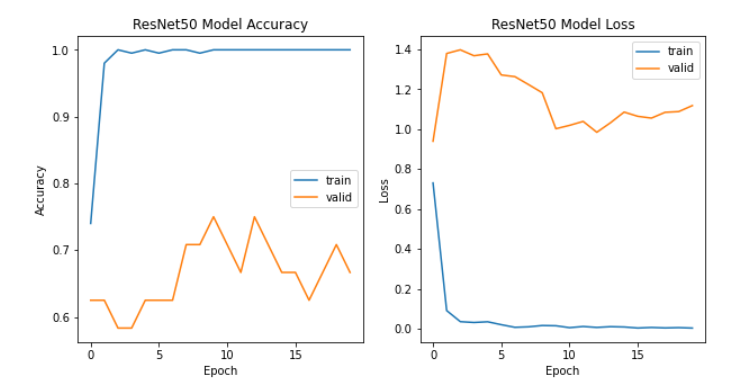 ResNet50 Model Accuracy
1.0
0.9
0.8
0.7
0.6
Accuracy
train
valid
0
5
10
15
Epoch
ResNet50 Model Loss
1.4
1.2
1.0
0.8
0.6
0.4
0.2
0.0
Loss
train
valid
0
5
10
15
Epoch